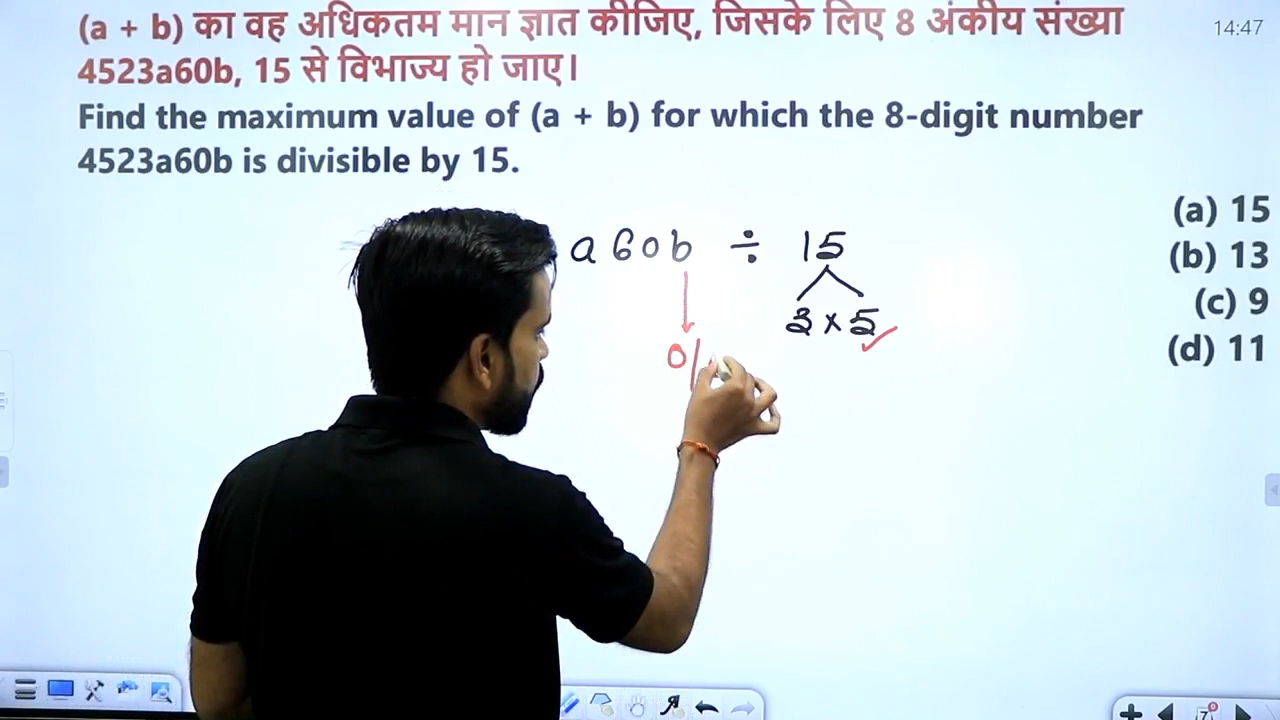 (a + b) का वह अधिकतम मान ज्ञात कीजिए, जिसके लिए 8 अंकीय संख्या
14:47
4523a60b, 15 से विभाज्य हो जाए।
Find the maximum value of (a + b) for which the 8-digit number
4523a60b is divisible by 15.
(a) 15
(b) 13
(c) 9
(d) 11
a 6 0 b ÷ 15
3 × 5
0/